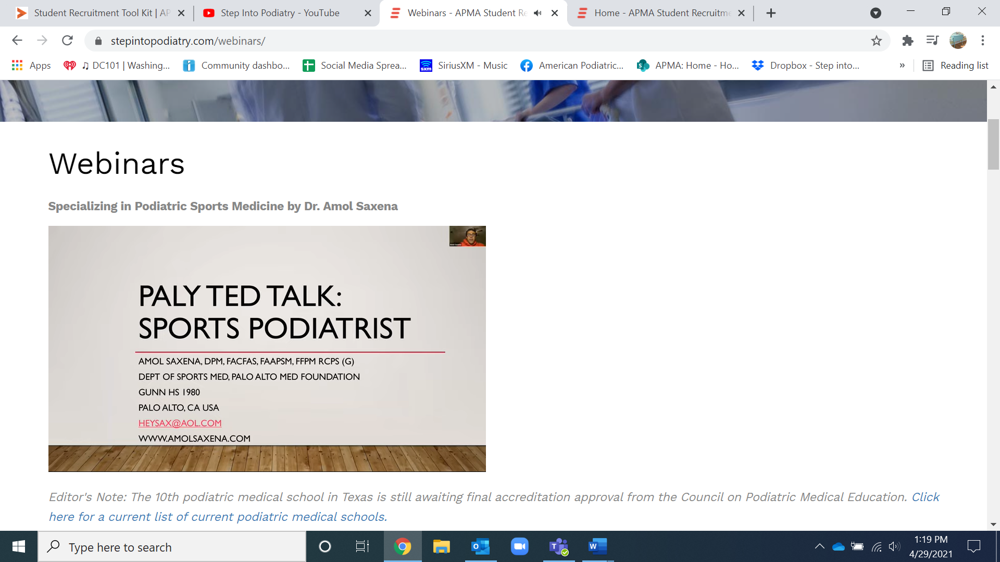 Student Recruitment Tool Kit | AP
Step Into Podiatry - YouTube
Webinars - APMA Student Re
Home - APMA Student Recruitme
stepintopodiatry.com/webinars/
Apps
♫ DC101 | Washing...
Community dashbo...
Social Media Sprea...
sxm
SiriusXM - Music
American Podiatric...
S
APMA: Home - Ho...
Dropbox - Step into...
»
Reading list
Webinars
Specializing in Podiatric Sports Medicine by Dr. Amol Saxena
Amol Saxena
PALY TED TALK:
SPORTS PODIATRIST
AMOL SAXENA, DPM, FACFAS, FAAPSM, FFPM RCPS (G)
DEPT OF SPORTS MED, PALO ALTO MED FOUNDATION
GUNN HS 1980
PALO ALTO, CA USA
HEYSAX@AOL.COM
WWW.AMOLSAXENA.COM
Editor's Note: The 10th podiatric medical school in Texas is still awaiting final accreditation approval from the Council on Podiatric Medical Education. Click
here for a current list of current podiatric medical schools.
Type here to search
O
T
W
1:19 PM
4/29/2021